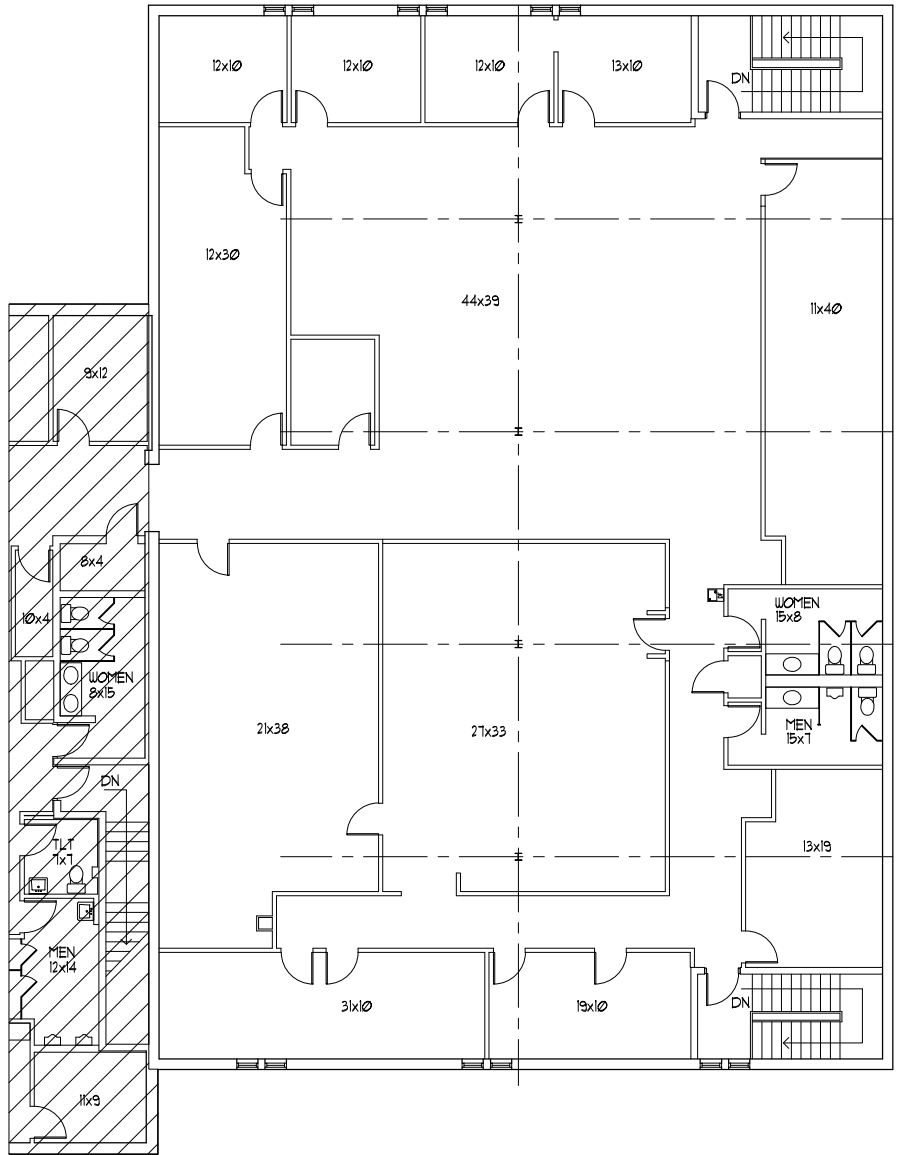 12x10
12x10
12x10
13x10
DN
12x30
44x39
11x40
9x12
8x4
10x4
WOMEN
8x15
WOMEN
15x8
21x38
27x33
MEN
15x7
DN
TLT
7x7
13x19
MEN
12x14
31x10
19x10
DN
11x9